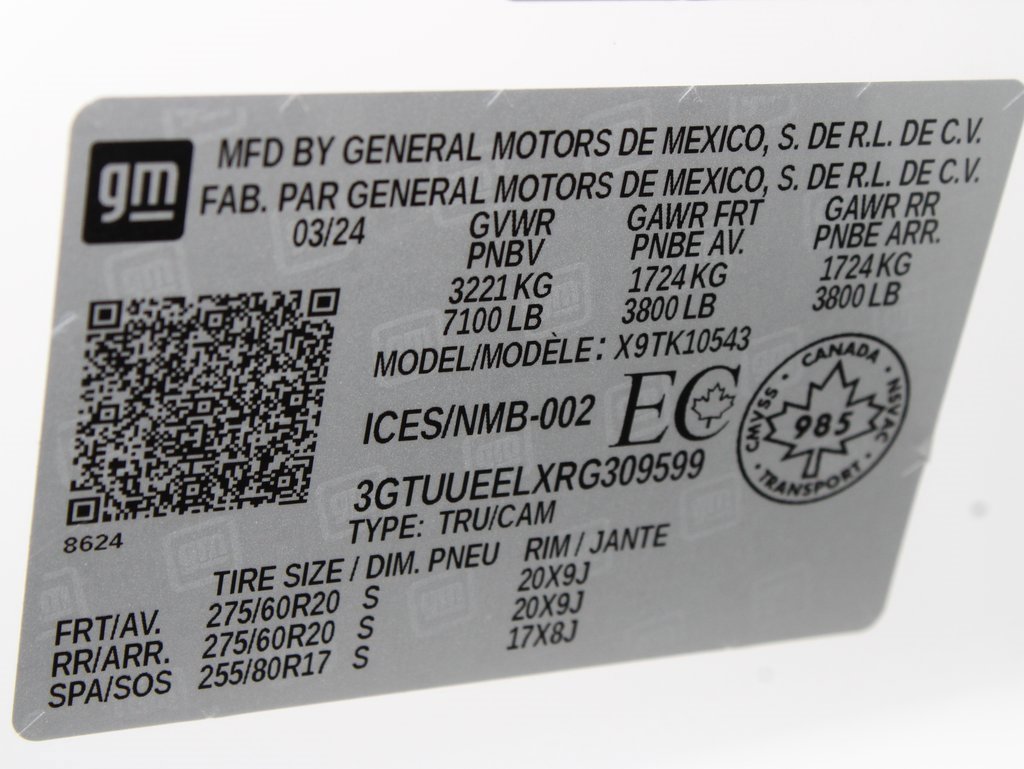 gm
MFD BY GENERAL MOTORS DE MEXICO, S. DE R.L. DE C.V.
FAB. PAR GENERAL MOTORS DE MEXICO, S. DE R.L. DE C.V.
03/24 GVWR GAWR FRT GAWR RR
PNBV PNBE AV. PNBE ARR.
3221 KG 1724 KG 1724 KG
7100 LB 3800 LB 3800 LB
MODEL/MODÈLE: X9TK10543
ICES/NMB-002 EC
CANADA
CMVSS 985 NSVAC
TRANSPORT
3GTUUEELXRG309599
TYPE: TRU/CAM
8624
TIRE SIZE / DIM. PNEU RIM / JANTE
FRT/AV. 275/60R20 S 20X9J
RR/ARR. 275/60R20 S 20X9J
SPA/SOS 255/80R17 S 17X8J